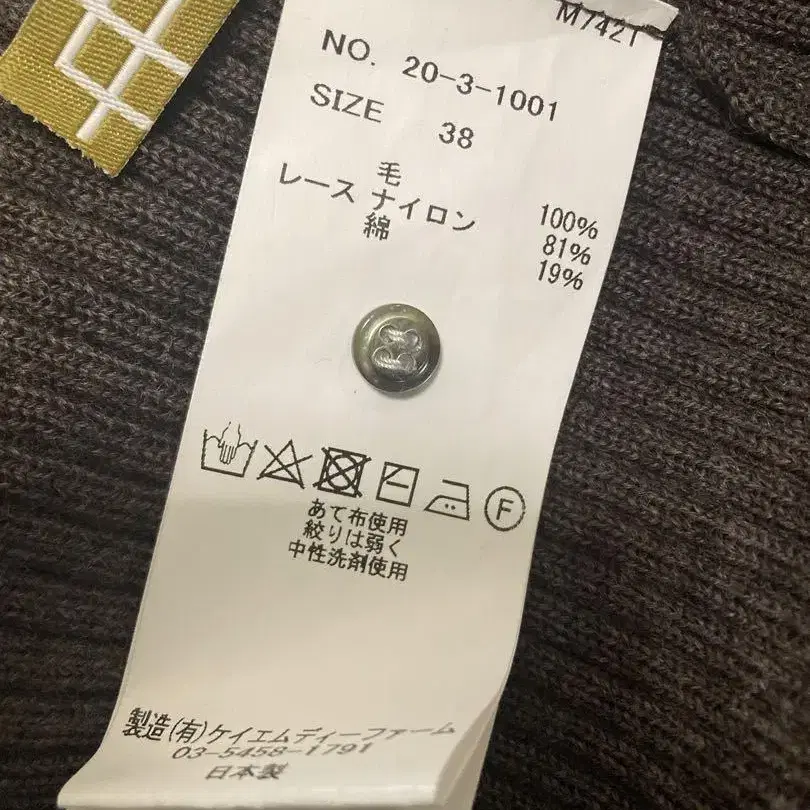 M7421
NO. 20-3-1001
SIZE 38
毛 100%
レース ナイロン 81%
綿 19%
F
あて布使用
絞りは弱く
中性洗剤使用
製造(有)ケイエムディーファーム
03-5458-1791
日本製